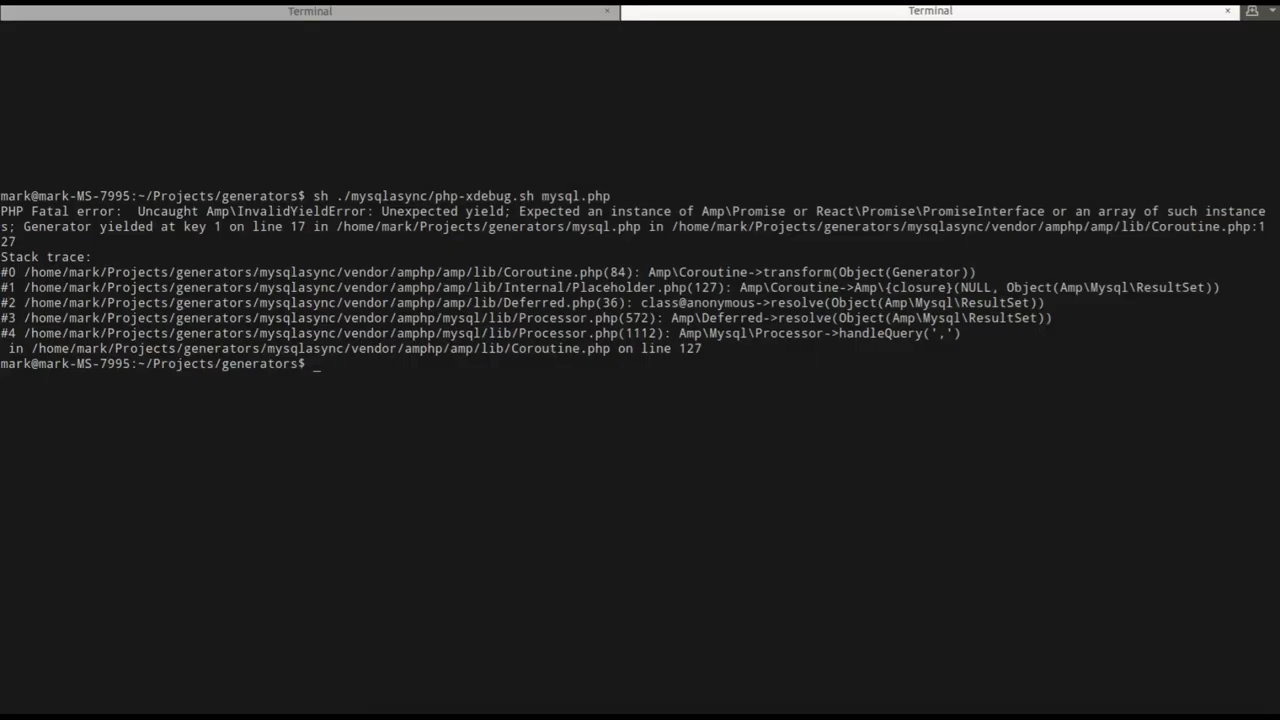 Terminal × Terminal ×
mark@mark-MS-7995:~/Projects/generators$ sh ./mysqlasync/php-xdebug.sh mysql.php
PHP Fatal error:  Uncaught Amp\InvalidYieldError: Unexpected yield; Expected an instance of Amp\Promise or React\Promise\PromiseInterface or an array of such instance
s; Generator yielded at key 1 on line 17 in /home/mark/Projects/generators/mysql.php in /home/mark/Projects/generators/mysqlasync/vendor/amphp/amp/lib/Coroutine.php:1
27
Stack trace:
#0 /home/mark/Projects/generators/mysqlasync/vendor/amphp/amp/lib/Coroutine.php(84): Amp\Coroutine->transform(Object(Generator))
#1 /home/mark/Projects/generators/mysqlasync/vendor/amphp/amp/lib/Internal/Placeholder.php(127): Amp\Coroutine->Amp\{closure}(NULL, Object(Amp\Mysql\ResultSet))
#2 /home/mark/Projects/generators/mysqlasync/vendor/amphp/amp/lib/Deferred.php(36): class@anonymous->resolve(Object(Amp\Mysql\ResultSet))
#3 /home/mark/Projects/generators/mysqlasync/vendor/amphp/mysql/lib/Processor.php(572): Amp\Deferred->resolve(Object(Amp\Mysql\ResultSet))
#4 /home/mark/Projects/generators/mysqlasync/vendor/amphp/mysql/lib/Processor.php(1112): Amp\Mysql\Processor->handleQuery(',')
 in /home/mark/Projects/generators/mysqlasync/vendor/amphp/amp/lib/Coroutine.php on line 127
mark@mark-MS-7995:~/Projects/generators$ _